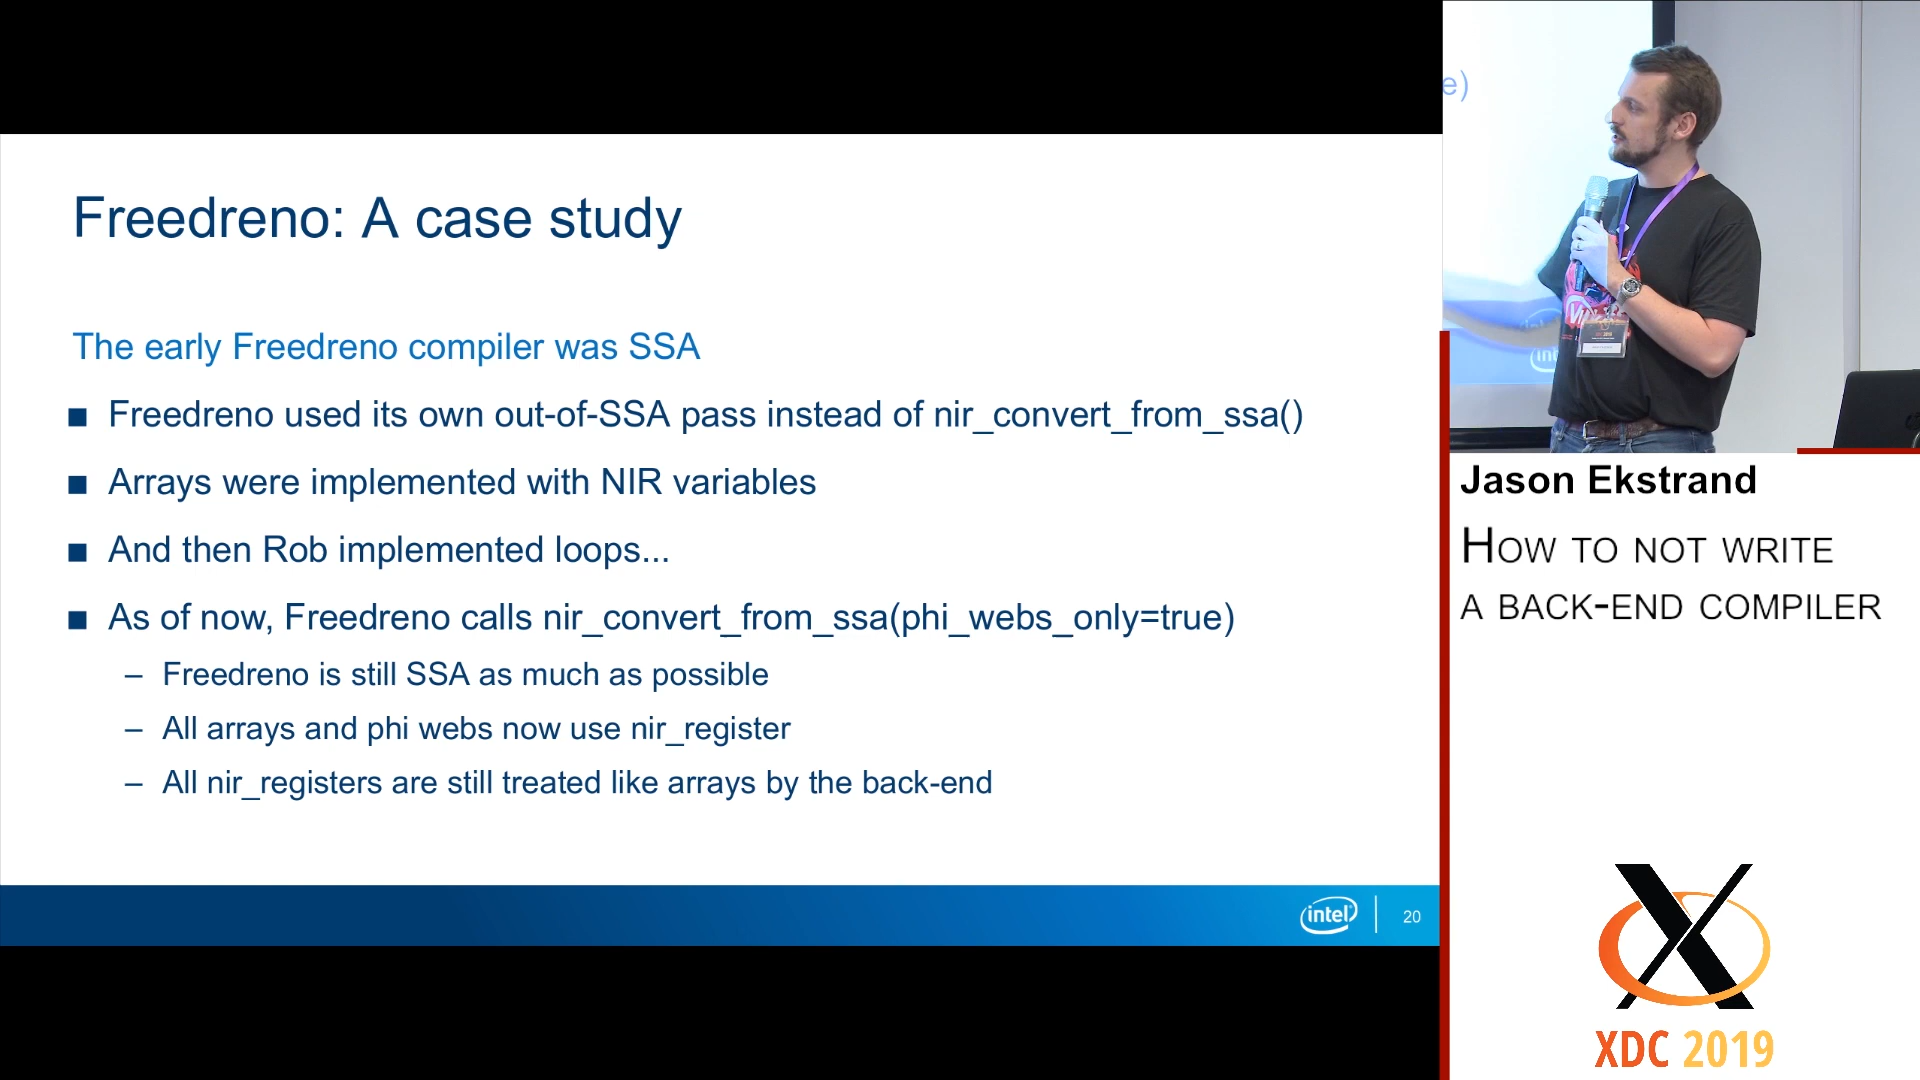 Freedreno: A case study
The early Freedreno compiler was SSA
■ Freedreno used its own out-of-SSA pass instead of nir_convert_from_ssa()
■ Arrays were implemented with NIR variables
■ And then Rob implemented loops...
■ As of now, Freedreno calls nir_convert_from_ssa(phi_webs_only=true)
– Freedreno is still SSA as much as possible
– All arrays and phi webs now use nir_register
– All nir_registers are still treated like arrays by the back-end
intel
20
e)
Jason Ekstrand
How to not write
a back-end compiler
XDC 2019